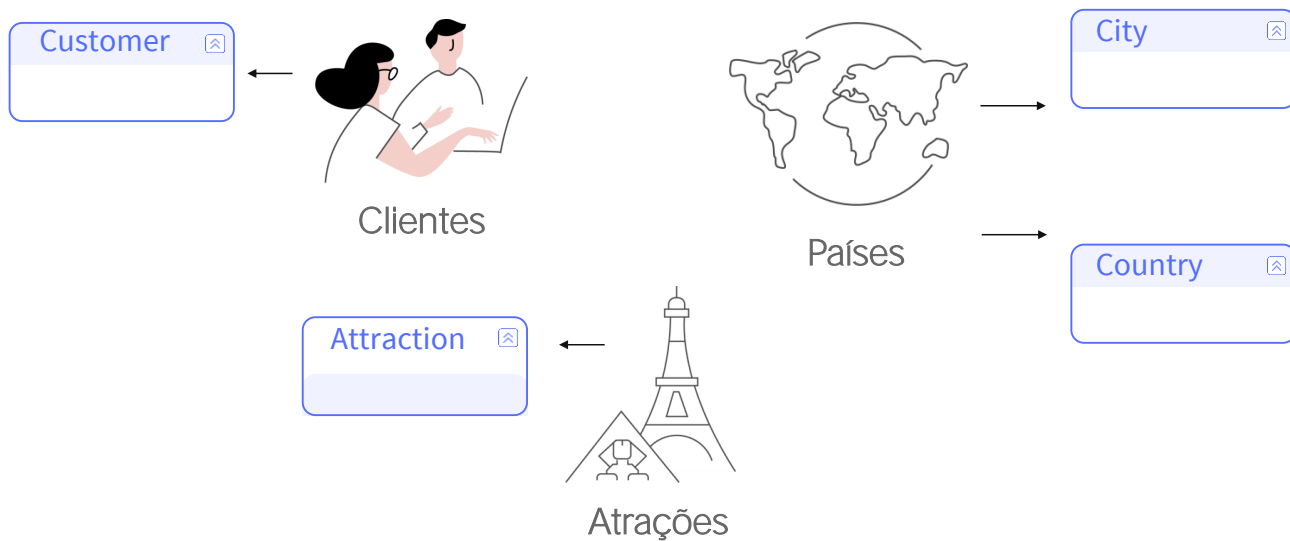 Customer
City
Clientes
Países
Country
Attraction
Atrações